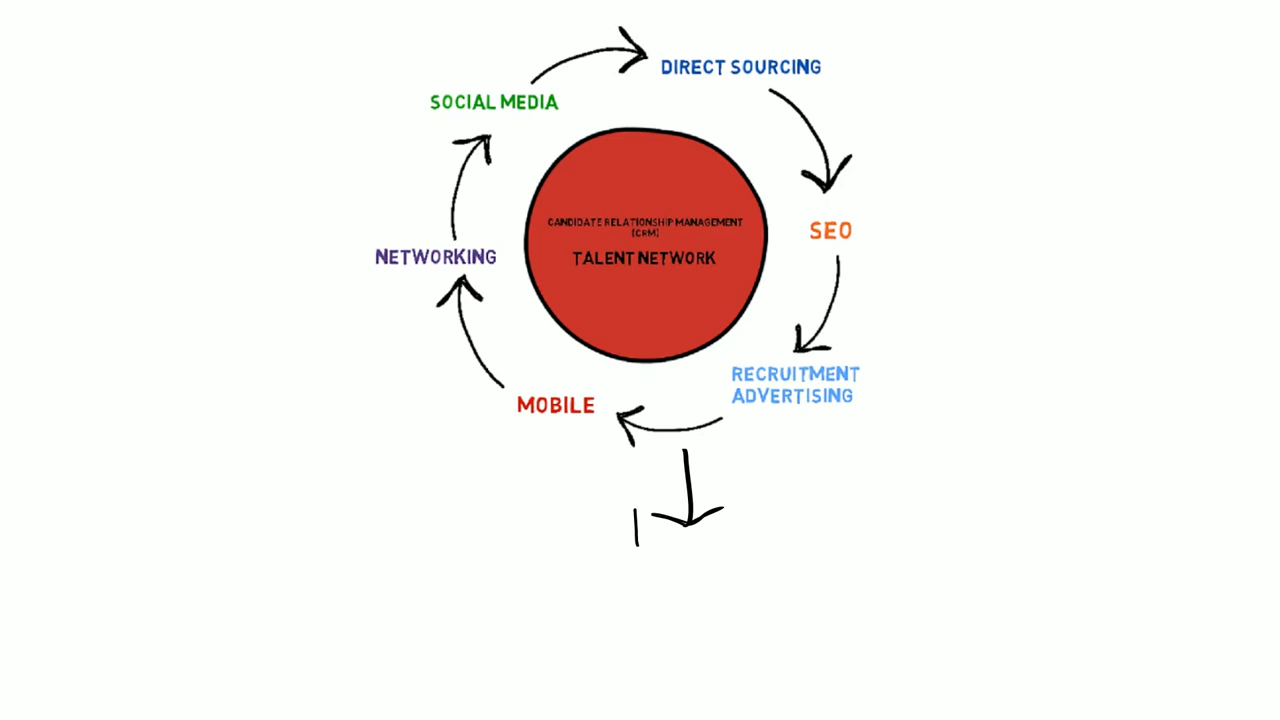 DIRECT SOURCING
SOCIAL MEDIA
CANDIDATE RELATIONSHIP MANAGEMENT
(CRM)
TALENT NETWORK
SEO
NETWORKING
RECRUITMENT
ADVERTISING
MOBILE